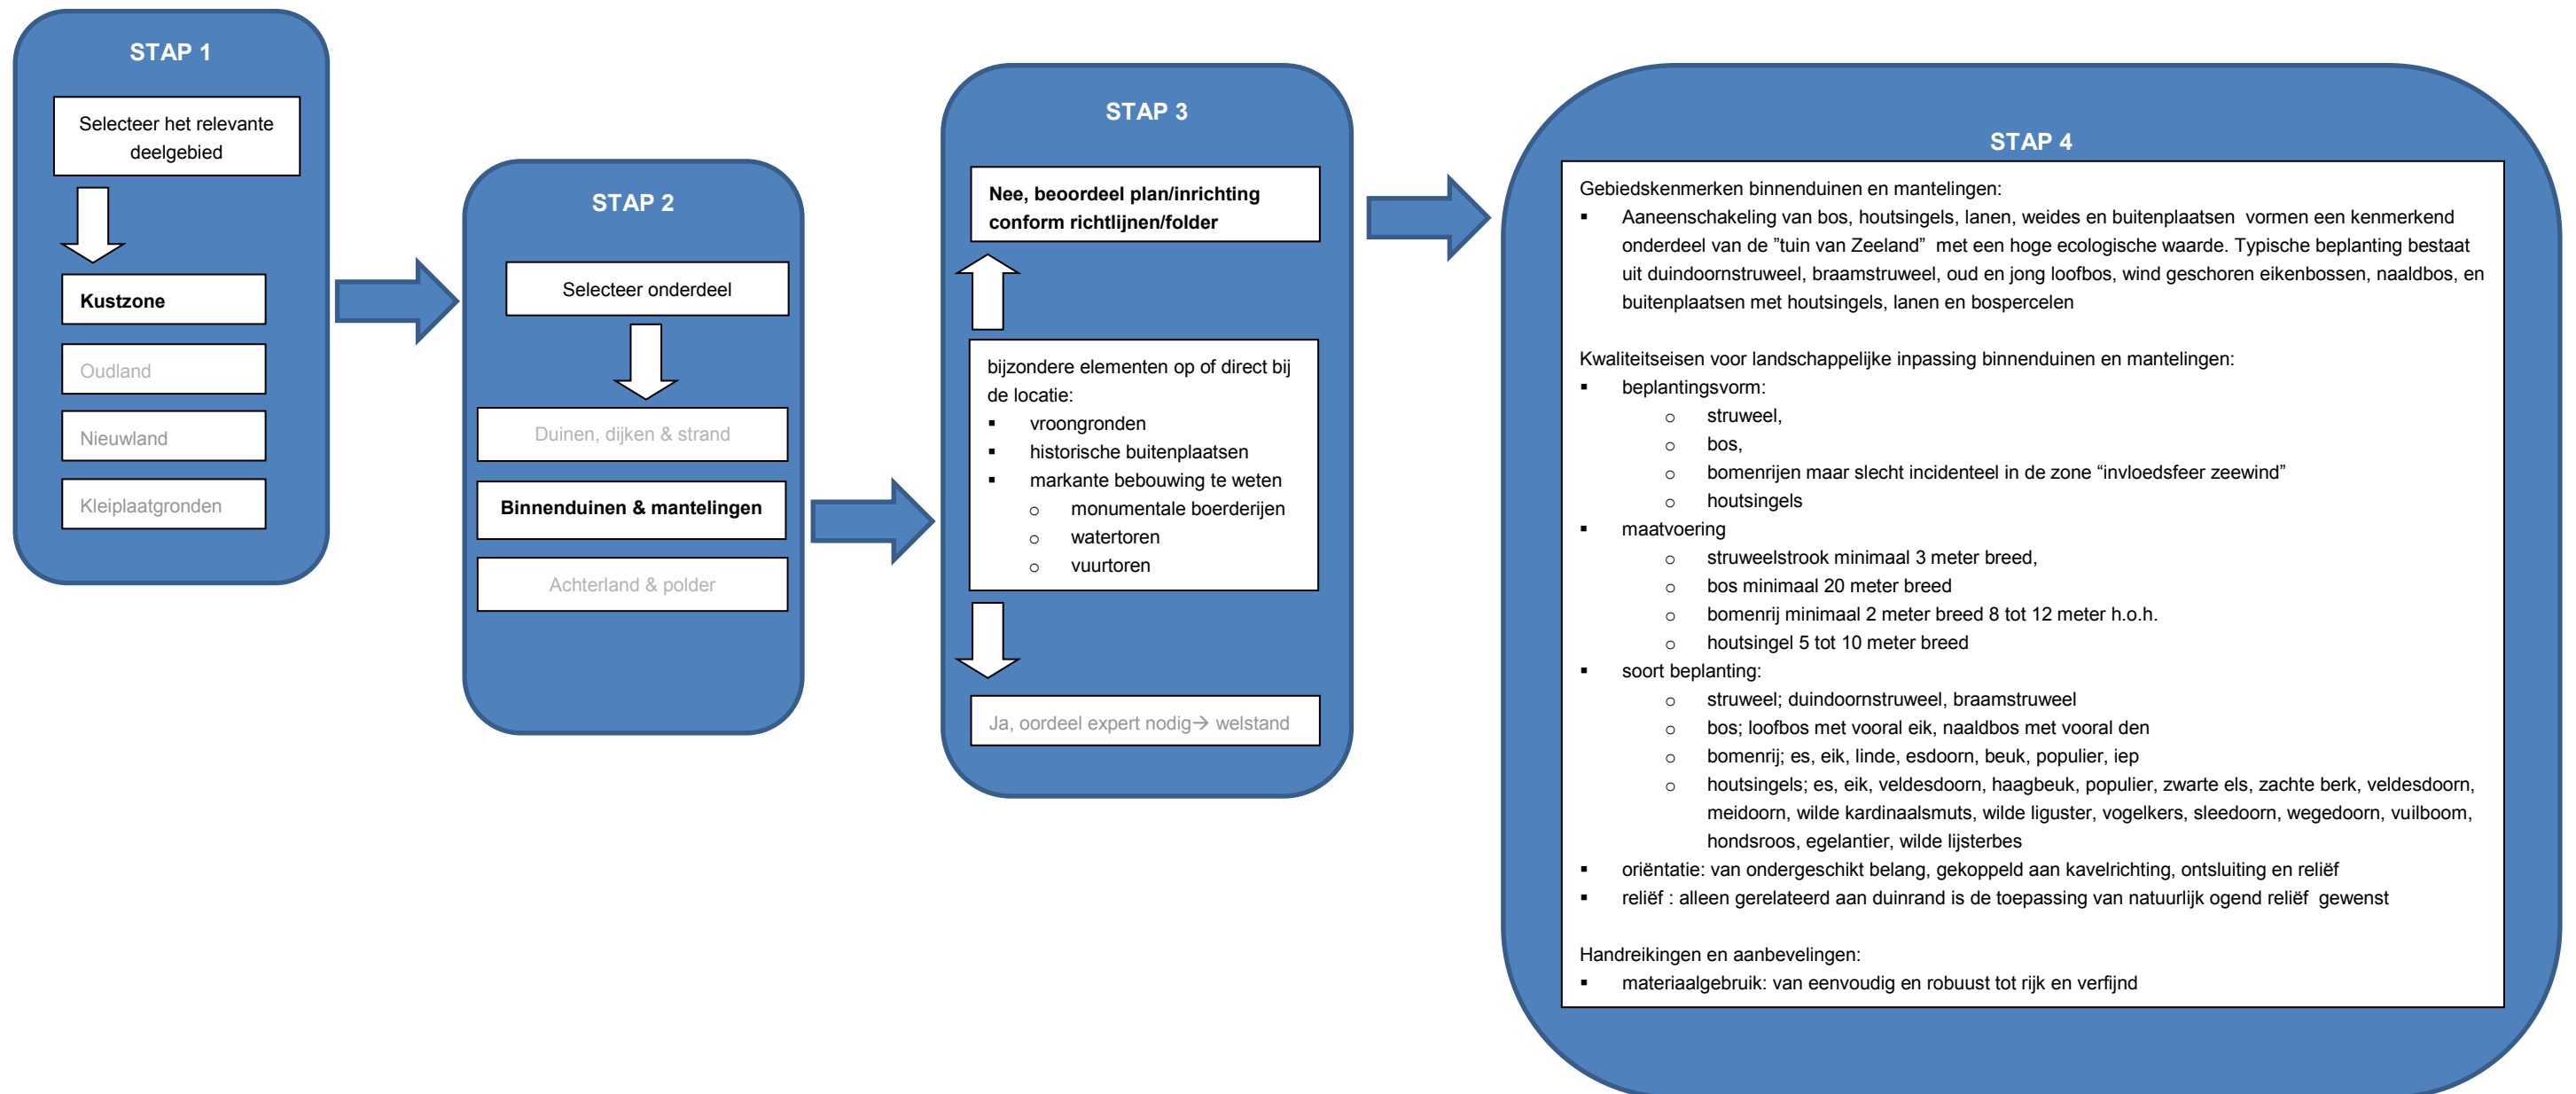 STAP 1
Selecteer het relevante
deelgebied
Kustzone
Oudland
Nieuwland
Kleiplaatgronden
STAP 2
Selecteer onderdeel
Duinen, dijken & strand
Binnenduinen & mantelingen
Achterland & polder
STAP 3
Nee, beoordeel plan/inrichting
conform richtlijnen/folder
bijzondere elementen op of direct bij
de locatie:
▪ vroongronden
▪ historische buitenplaatsen
▪ markante bebouwing te weten
o monumentale boerderijen
o watertoren
o vuurtoren
Ja, oordeel expert nodig→ welstand
STAP 4
Gebiedskenmerken binnenduinen en mantelingen:
▪ Aaneenschakeling van bos, houtsingels, lanen, weides en buitenplaatsen vormen een kenmerkend
onderdeel van de ”tuin van Zeeland” met een hoge ecologische waarde. Typische beplanting bestaat
uit duindoornstruweel, braamstruweel, oud en jong loofbos, wind geschoren eikenbossen, naaldbos, en
buitenplaatsen met houtsingels, lanen en bospercelen
Kwaliteitseisen voor landschappelijke inpassing binnenduinen en mantelingen:
▪ beplantingsvorm:
o struweel,
o bos,
o bomenrijen maar slecht incidenteel in de zone “invloedsfeer zeewind”
o houtsingels
▪ maatvoering
o struweelstrook minimaal 3 meter breed,
o bos minimaal 20 meter breed
o bomenrij minimaal 2 meter breed 8 tot 12 meter h.o.h.
o houtsingel 5 tot 10 meter breed
▪ soort beplanting:
o struweel; duindoornstruweel, braamstruweel
o bos; loofbos met vooral eik, naaldbos met vooral den
o bomenrij; es, eik, linde, esdoorn, beuk, populier, iep
o houtsingels; es, eik, veldesdoorn, haagbeuk, populier, zwarte els, zachte berk, veldesdoorn,
meidoorn, wilde kardinaalsmuts, wilde liguster, vogelkers, sleedoorn, wegedoorn, vuilboom,
hondsroos, egelantier, wilde lijsterbes
▪ oriëntatie: van ondergeschikt belang, gekoppeld aan kavelrichting, ontsluiting en reliëf
▪ reliëf : alleen gerelateerd aan duinrand is de toepassing van natuurlijk ogend reliëf gewenst
Handreikingen en aanbevelingen:
▪ materiaalgebruik: van eenvoudig en robuust tot rijk en verfijnd